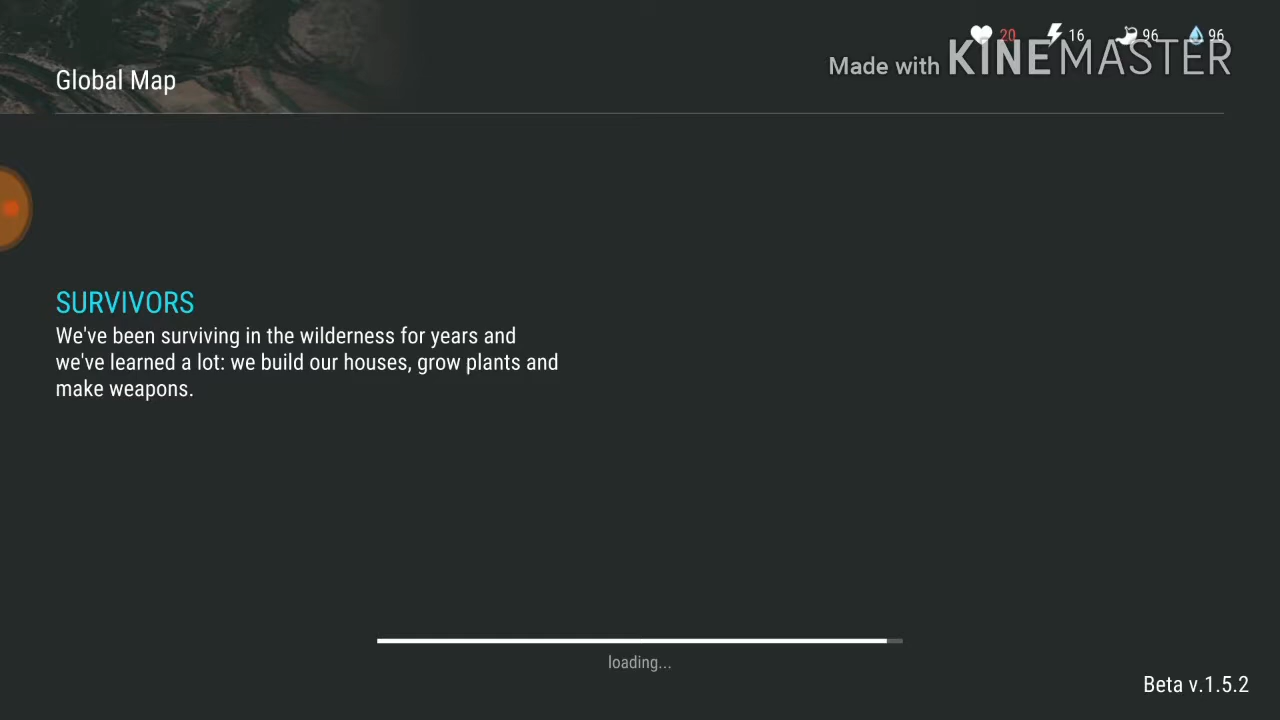 20 16 96 96
Made with KINEMASTER
Global Map
SURVIVORS
We've been surviving in the wilderness for years and
we've learned a lot: we build our houses, grow plants and
make weapons.
loading...
Beta v.1.5.2